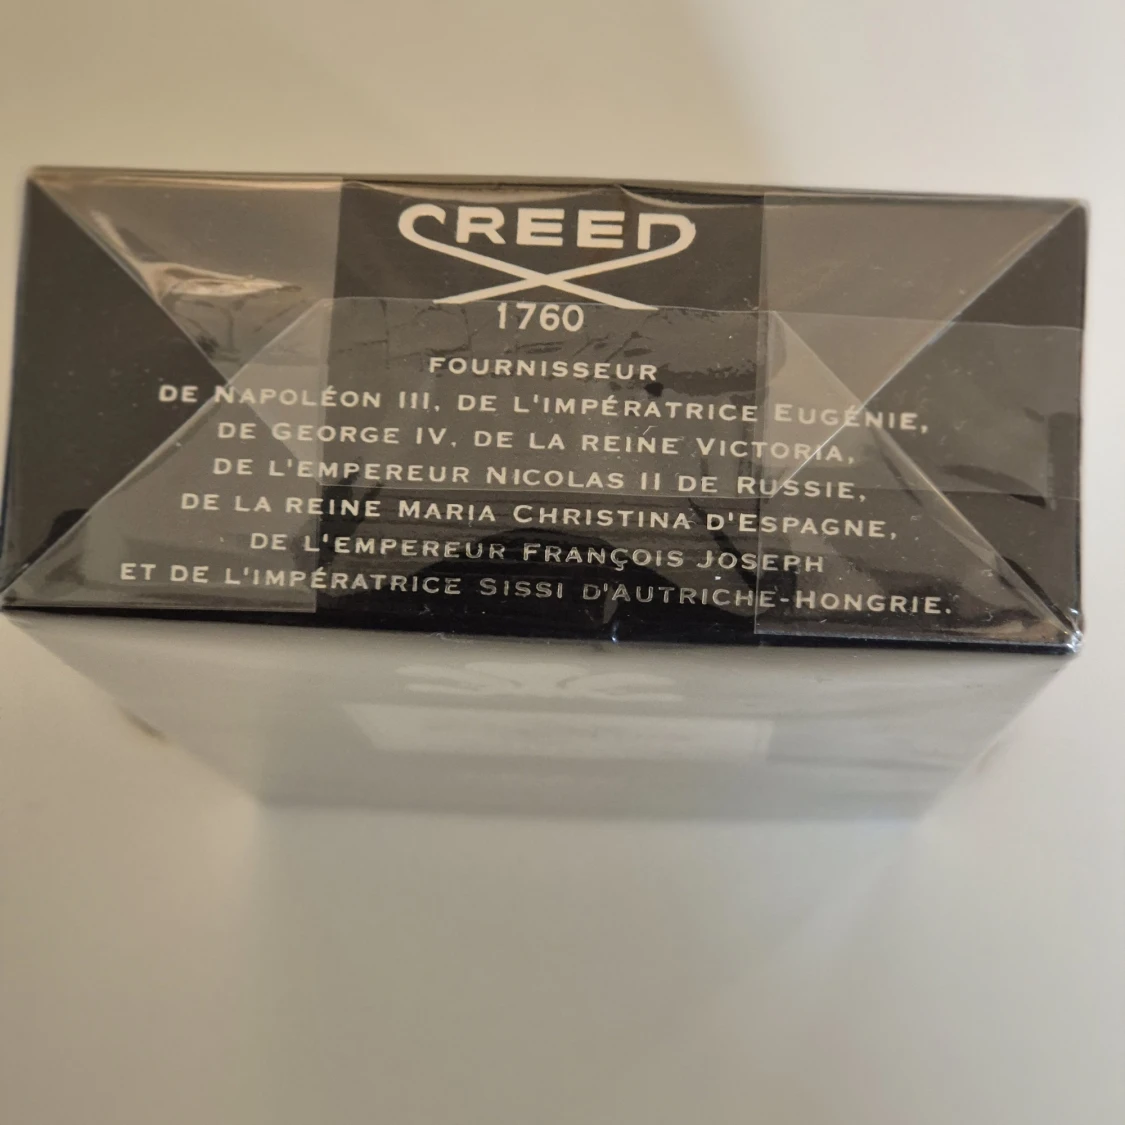 CREED
1760
FOURNISSEUR
DE NAPOLÉON III, DE L'IMPÉRATRICE EUGÉNIE,
DE GEORGE IV, DE LA REINE VICTORIA,
DE L'EMPEREUR NICOLAS II DE RUSSIE,
DE LA REINE MARIA CHRISTINA D'ESPAGNE,
DE L'EMPEREUR FRANÇOIS JOSEPH
ET DE L'IMPÉRATRICE SISSI D'AUTRICHE-HONGRIE.